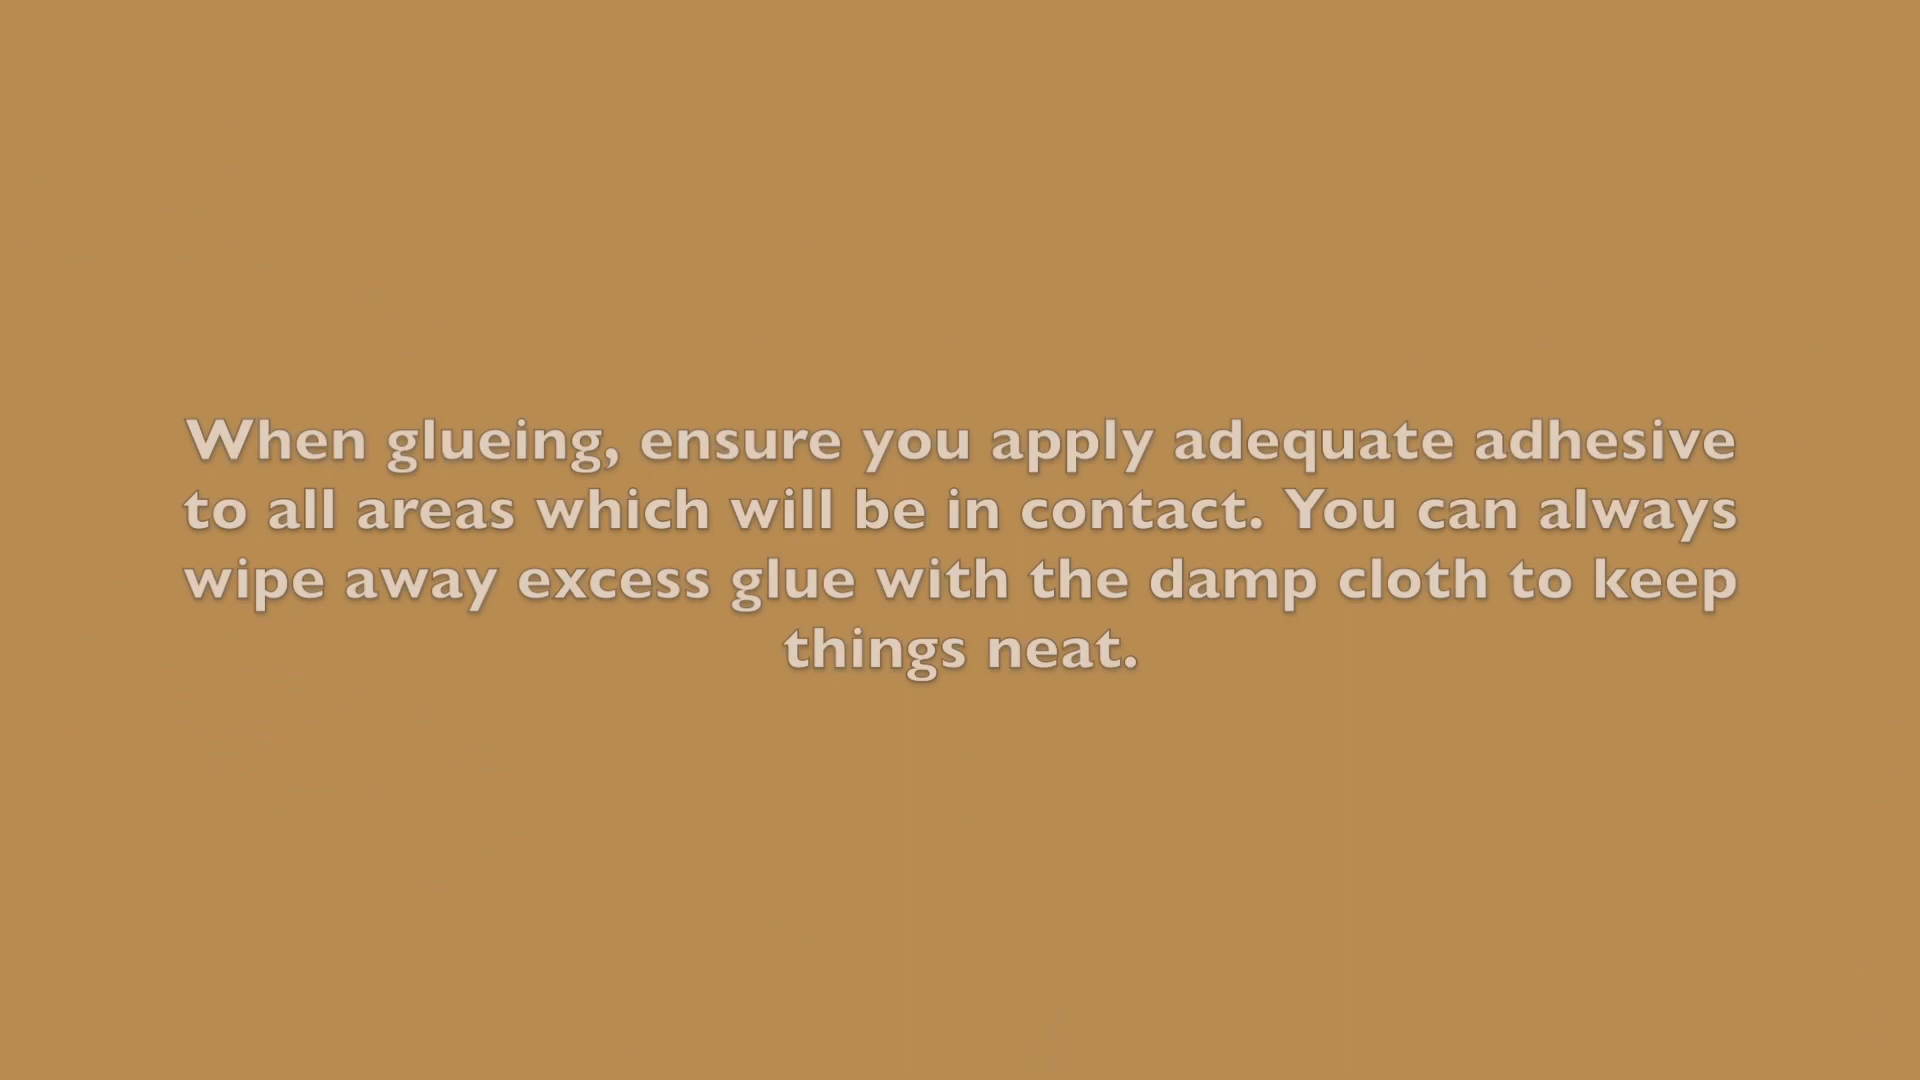 When glueing, ensure you apply adequate adhesive
to all areas which will be in contact. You can always
wipe away excess glue with the damp cloth to keep
things neat.